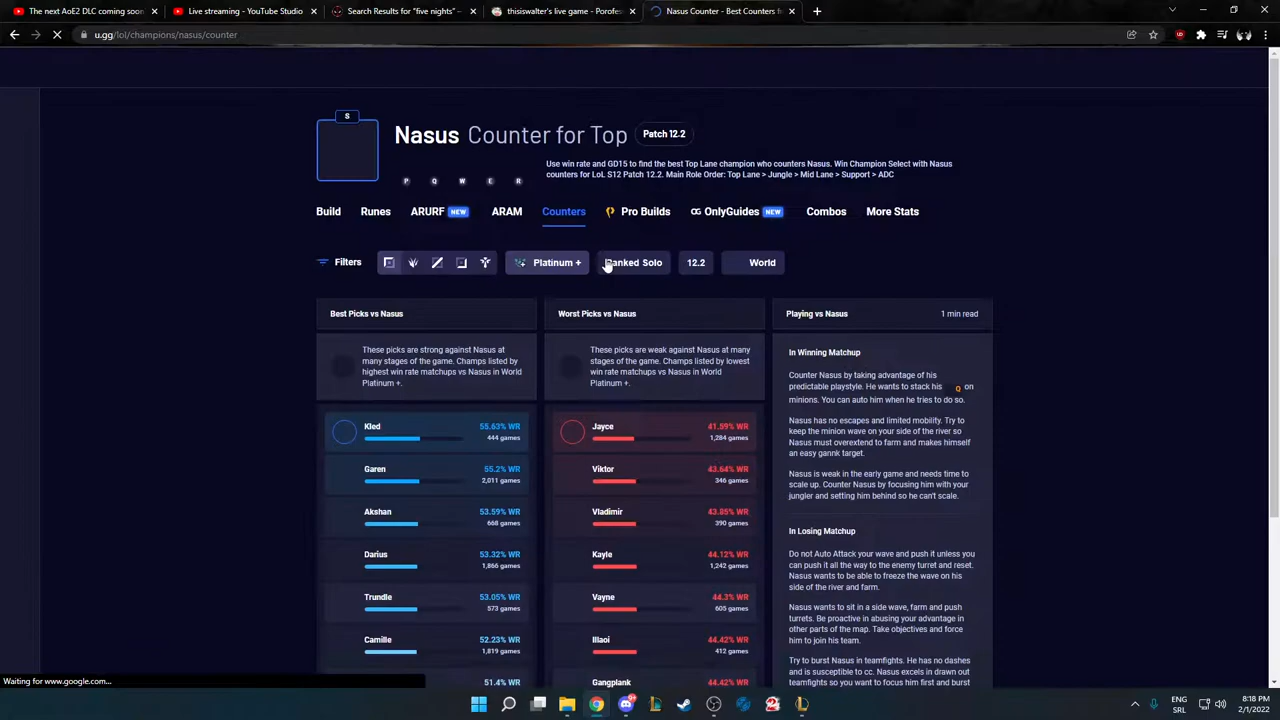 The next AoE2 DLC coming soon...
Live streaming - YouTube Studio
Search Results for "five nights"
thisiswalter's live game - Porofes
Nasus Counter - Best Counters fr
u.gg/lol/champions/nasus/counter
S
Nasus Counter for Top
Patch 12.2
P Q W E R
Use win rate and GD15 to find the best Top Lane champion who counters Nasus. Win Champion Select with Nasus
counters for LoL S12 Patch 12.2. Main Role Order: Top Lane > Jungle > Mid Lane > Support > ADC
Build Runes ARURF NEW ARAM Counters Pro Builds OnlyGuides NEW Combos More Stats
Filters Platinum + Ranked Solo 12.2 World
Best Picks vs Nasus
These picks are strong against Nasus at
many stages of the game. Champs listed by
highest win rate matchups vs Nasus in World
Platinum +.
Kled 55.63% WR
444 games
Garen 55.2% WR
2,011 games
Akshan 53.59% WR
668 games
Darius 53.32% WR
1,866 games
Trundle 53.05% WR
573 games
Camille 52.23% WR
1,819 games
51.4% WR
Worst Picks vs Nasus
These picks are weak against Nasus at many
stages of the game. Champs listed by lowest
win rate matchups vs Nasus in World
Platinum +.
Jayce 41.59% WR
1,284 games
Viktor 43.64% WR
346 games
Vladimir 43.85% WR
390 games
Kayle 44.12% WR
1,242 games
Vayne 44.3% WR
605 games
Illaoi 44.42% WR
412 games
Gangplank 44.42% WR
Playing vs Nasus 1 min read
In Winning Matchup
Counter Nasus by taking advantage of his
predictable playstyle. He wants to stack his Q on
minions. You can auto him when he tries to do so.
Nasus has no escapes and limited mobility. Try to
keep the minion wave on your side of the river so
Nasus must overextend to farm and makes himself
an easy gannk target.
Nasus is weak in the early game and needs time to
scale up. Counter Nasus by focusing him with your
jungler and setting him behind so he can't scale.
In Losing Matchup
Do not Auto Attack your wave and push it unless you
can push it all the way to the enemy turret and reset.
Nasus wants to be able to freeze the wave on his
side of the river and farm.
Nasus wants to sit in a side wave, farm and push
turrets. Be proactive in abusing your advantage in
other parts of the map. Take objectives and force
him to join his team.
Try to burst Nasus in teamfights. He has no dashes
and is susceptible to cc. Nasus excels in drawn out
teamfights so you want to focus him first and burst
Waiting for www.google.com...
ENG
SRL
8:18 PM
2/1/2022